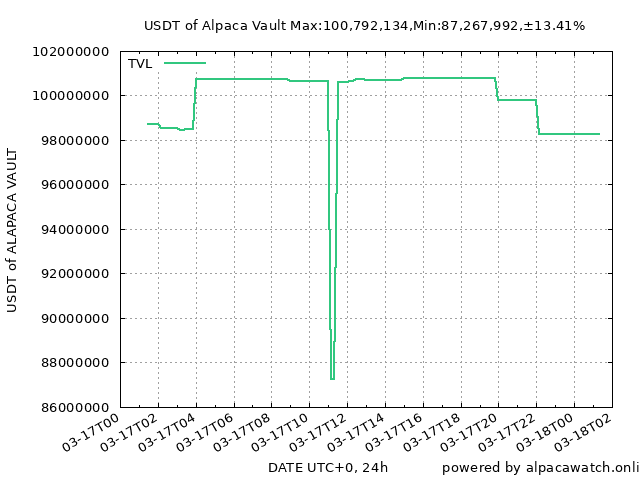 USDT of Alpaca Vault Max:100,792,134,Min:87,267,992,±13.41%
TVL
102000000
100000000
98000000
96000000
94000000
92000000
90000000
88000000
86000000
USDT of ALAPACA VAULT
03-17T00
03-17T02
03-17T04
03-17T06
03-17T08
03-17T10
03-17T12
03-17T14
03-17T16
03-17T18
03-17T20
03-17T22
03-18T00
03-18T02
DATE UTC+0, 24h
powered by alpacawatch.onli